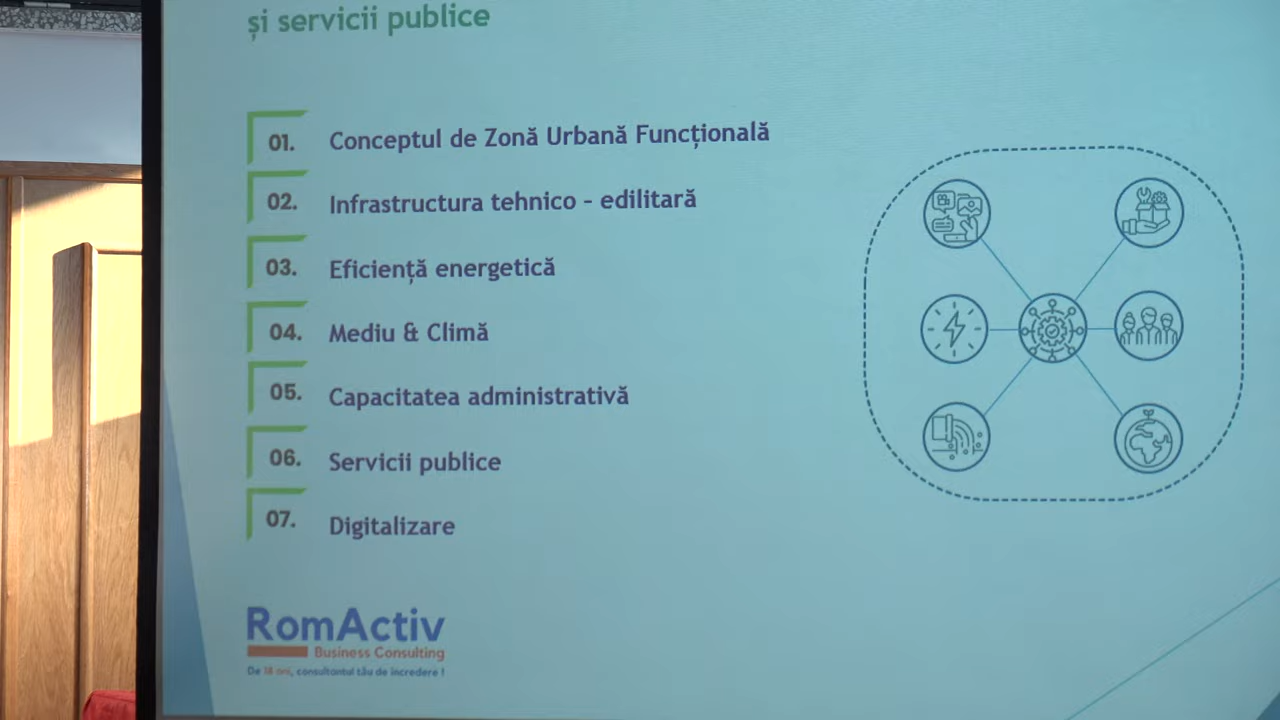 și servicii publice
01. Conceptul de Zonă Urbană Funcțională
02. Infrastructura tehnico - edilitară
03. Eficiență energetică
04. Mediu & Climă
05. Capacitatea administrativă
06. Servicii publice
07. Digitalizare
RomActiv
Business Consulting
De 18 ani, consultantul tău de încredere !